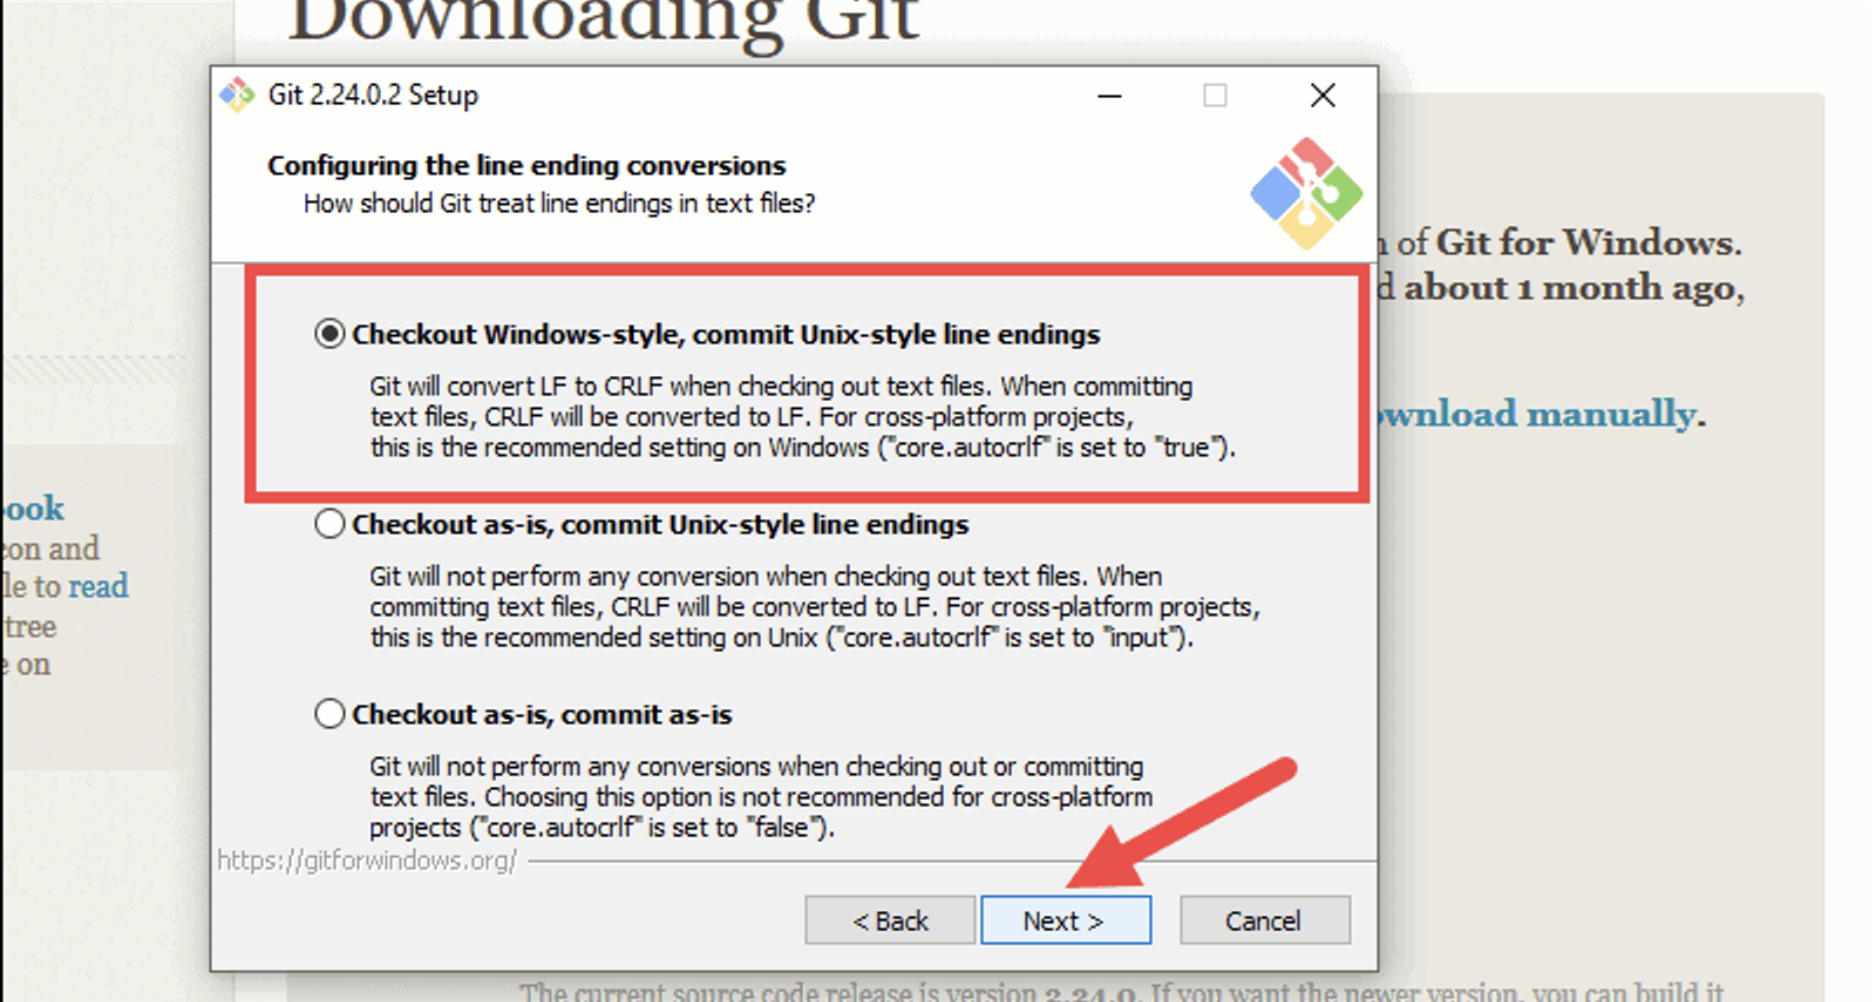 Downloading Git
Git 2.24.0.2 Setup
Configuring the line ending conversions
How should Git treat line endings in text files?
of Git for Windows.
about 1 month ago,
download manually.
Checkout Windows-style, commit Unix-style line endings
Git will convert LF to CRLF when checking out text files. When committing
text files, CRLF will be converted to LF. For cross-platform projects,
this is the recommended setting on Windows ("core.autocrlf" is set to "true").
Checkout as-is, commit Unix-style line endings
Git will not perform any conversion when checking out text files. When
committing text files, CRLF will be converted to LF. For cross-platform projects,
this is the recommended setting on Unix ("core.autocrlf" is set to "input").
Checkout as-is, commit as-is
Git will not perform any conversions when checking out or committing
text files. Choosing this option is not recommended for cross-platform
projects ("core.autocrlf" is set to "false").
ook
on and
le to read
tree
on
https://gitforwindows.org/
< Back
Next >
Cancel
The current source code release is version 2.24.0. If you want the newer version, you can build it